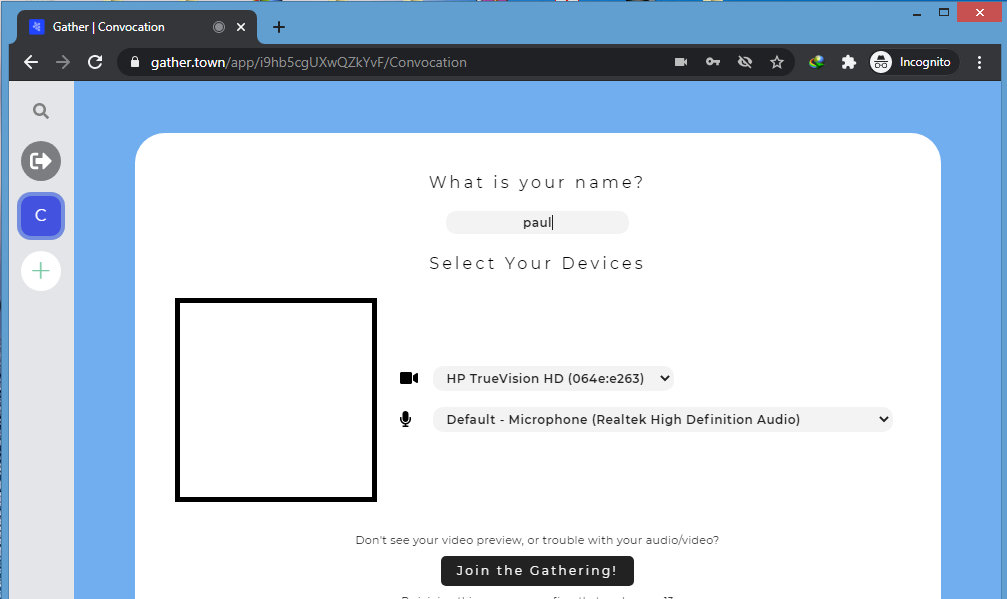 Gather | Convocation
gather.town/app/i9hb5cgUXwQZkYvF/Convocation
Incognito
C
What is your name?
paul
Select Your Devices
HP TrueVision HD (064e:e263)
Default - Microphone (Realtek High Definition Audio)
Don't see your video preview, or trouble with your audio/video?
Join the Gathering!